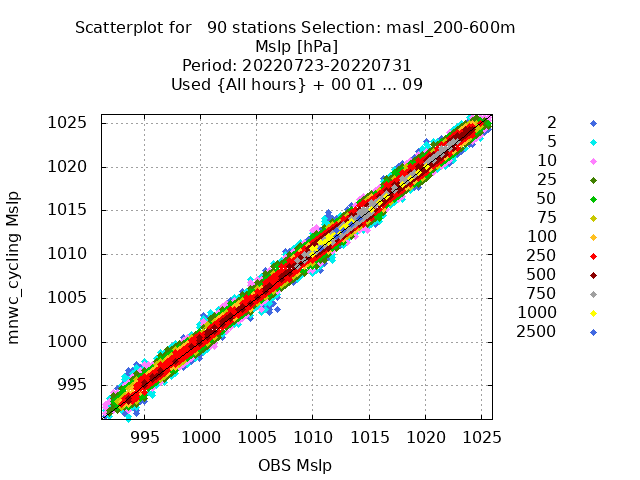 Scatterplot for   90 stations Selection: masl_200-600m
Mslp [hPa]
Period: 20220723-20220731
Used {All hours} + 00 01 ... 09
1025
1020
1015
1010
1005
1000
995
mnwc_cycling Mslp
995 1000 1005 1010 1015 1020 1025
OBS Mslp
2
5
10
25
50
75
100
250
500
750
1000
2500